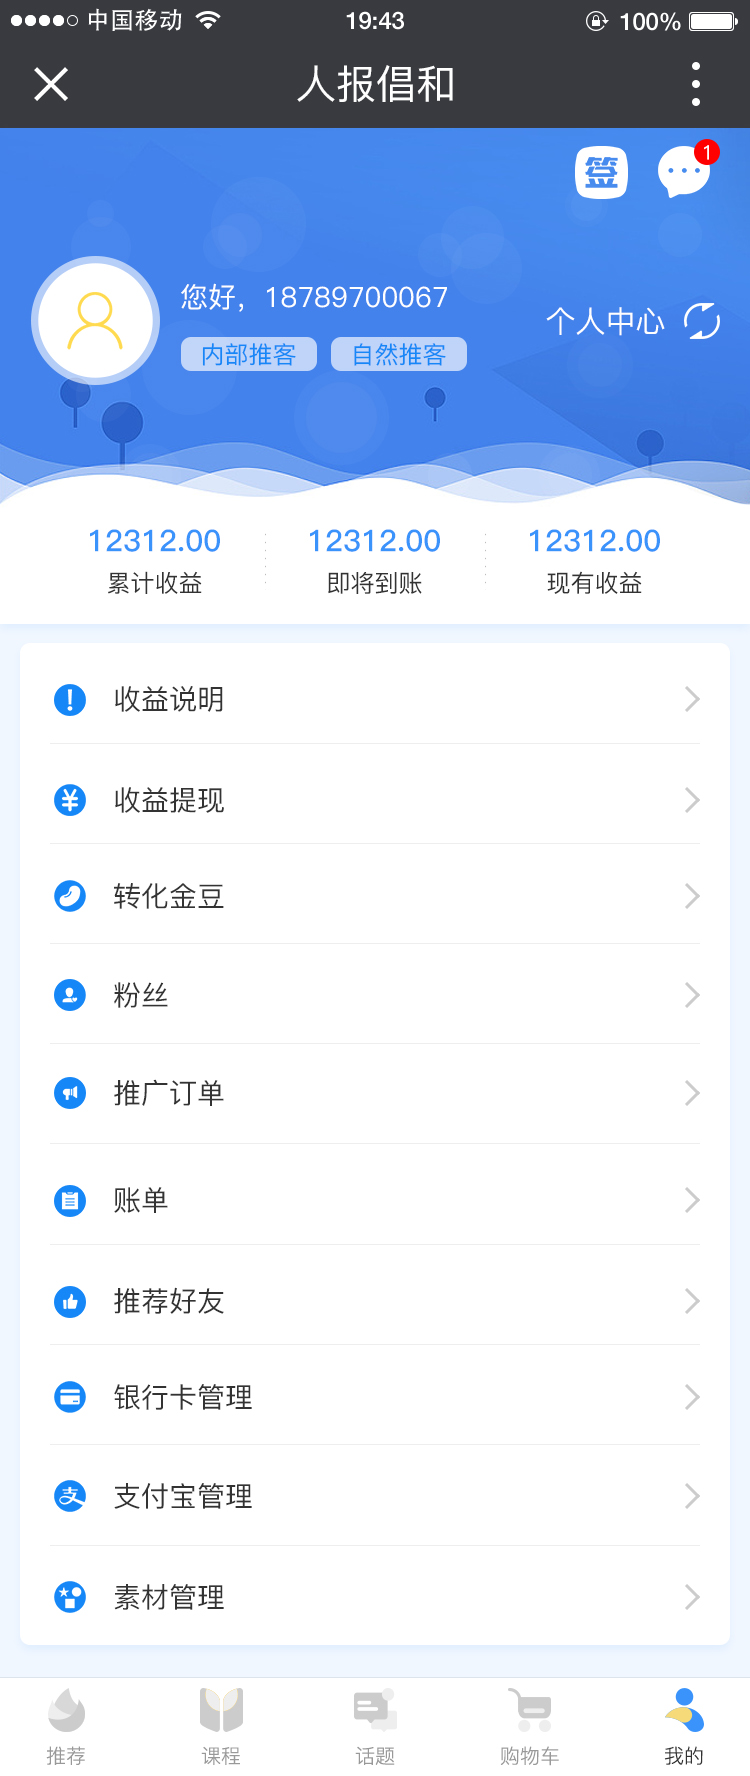 中国移动 19:43 100%
人报倡和
签 1
您好，18789700067
内部推客 自然推客
个人中心
12312.00 12312.00 12312.00
累计收益 即将到账 现有收益
收益说明
收益提现
转化金豆
粉丝
推广订单
账单
推荐好友
银行卡管理
支付宝管理
素材管理
推荐 课程 话题 购物车 我的